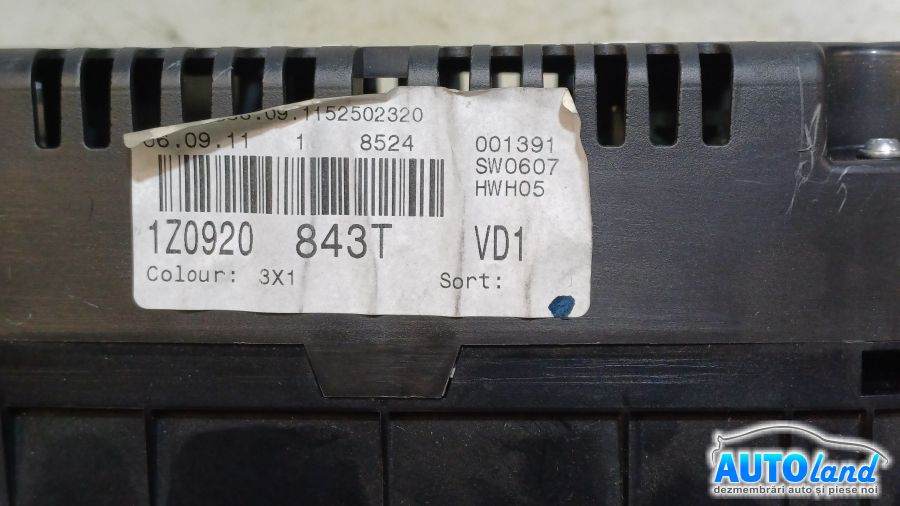 06.09.1152502320
06.09.11 1 8524 001391
SW0607
HWH05
1Z0920 843T VD1
Colour: 3X1 Sort:
AUTOland
dezmembrări auto și piese noi